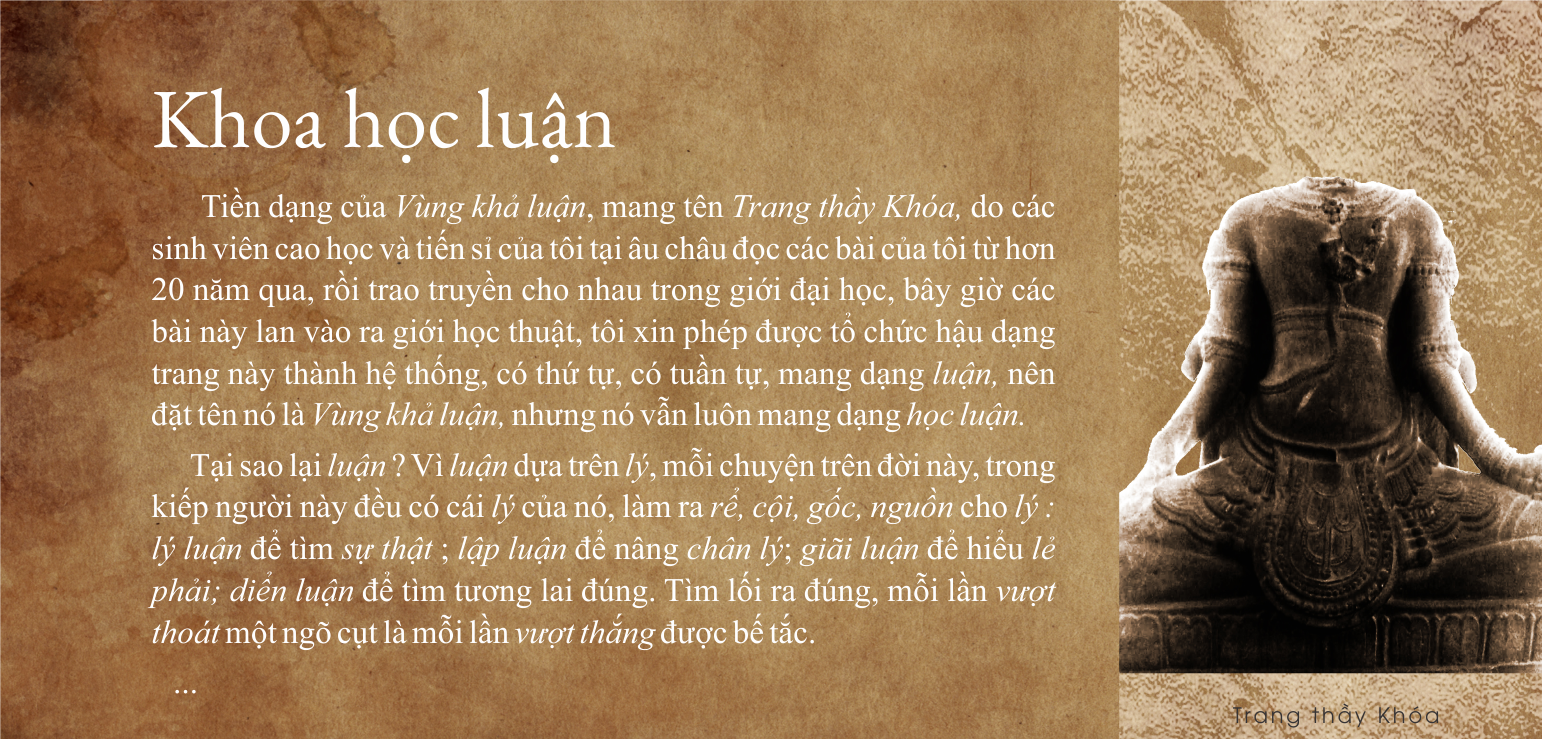 Khoa học luận
Tiền dạng của Vùng khả luận, mang tên Trang thầy Khóa, do các
sinh viên cao học và tiến sỉ của tôi tại âu châu đọc các bài của tôi từ hơn
20 năm qua, rồi trao truyền cho nhau trong giới đại học, bây giờ các
bài này lan vào ra giới học thuật, tôi xin phép được tổ chức hậu dạng
trang này thành hệ thống, có thứ tự, có tuần tự, mang dạng luận, nên
đặt tên nó là Vùng khả luận, nhưng nó vẫn luôn mang dạng học luận.
Tại sao lại luận ? Vì luận dựa trên lý, mỗi chuyện trên đời này, trong
kiếp người này đều có cái lý của nó, làm ra rể, cội, gốc, nguồn cho lý :
lý luận để tìm sự thật ; lập luận để nâng chân lý; giãi luận để hiểu lẻ
phải; diển luận để tìm tương lai đúng. Tìm lối ra đúng, mỗi lần vượt
thoát một ngõ cụt là mỗi lần vượt thắng được bế tắc.
...
Trang thầy Khóa